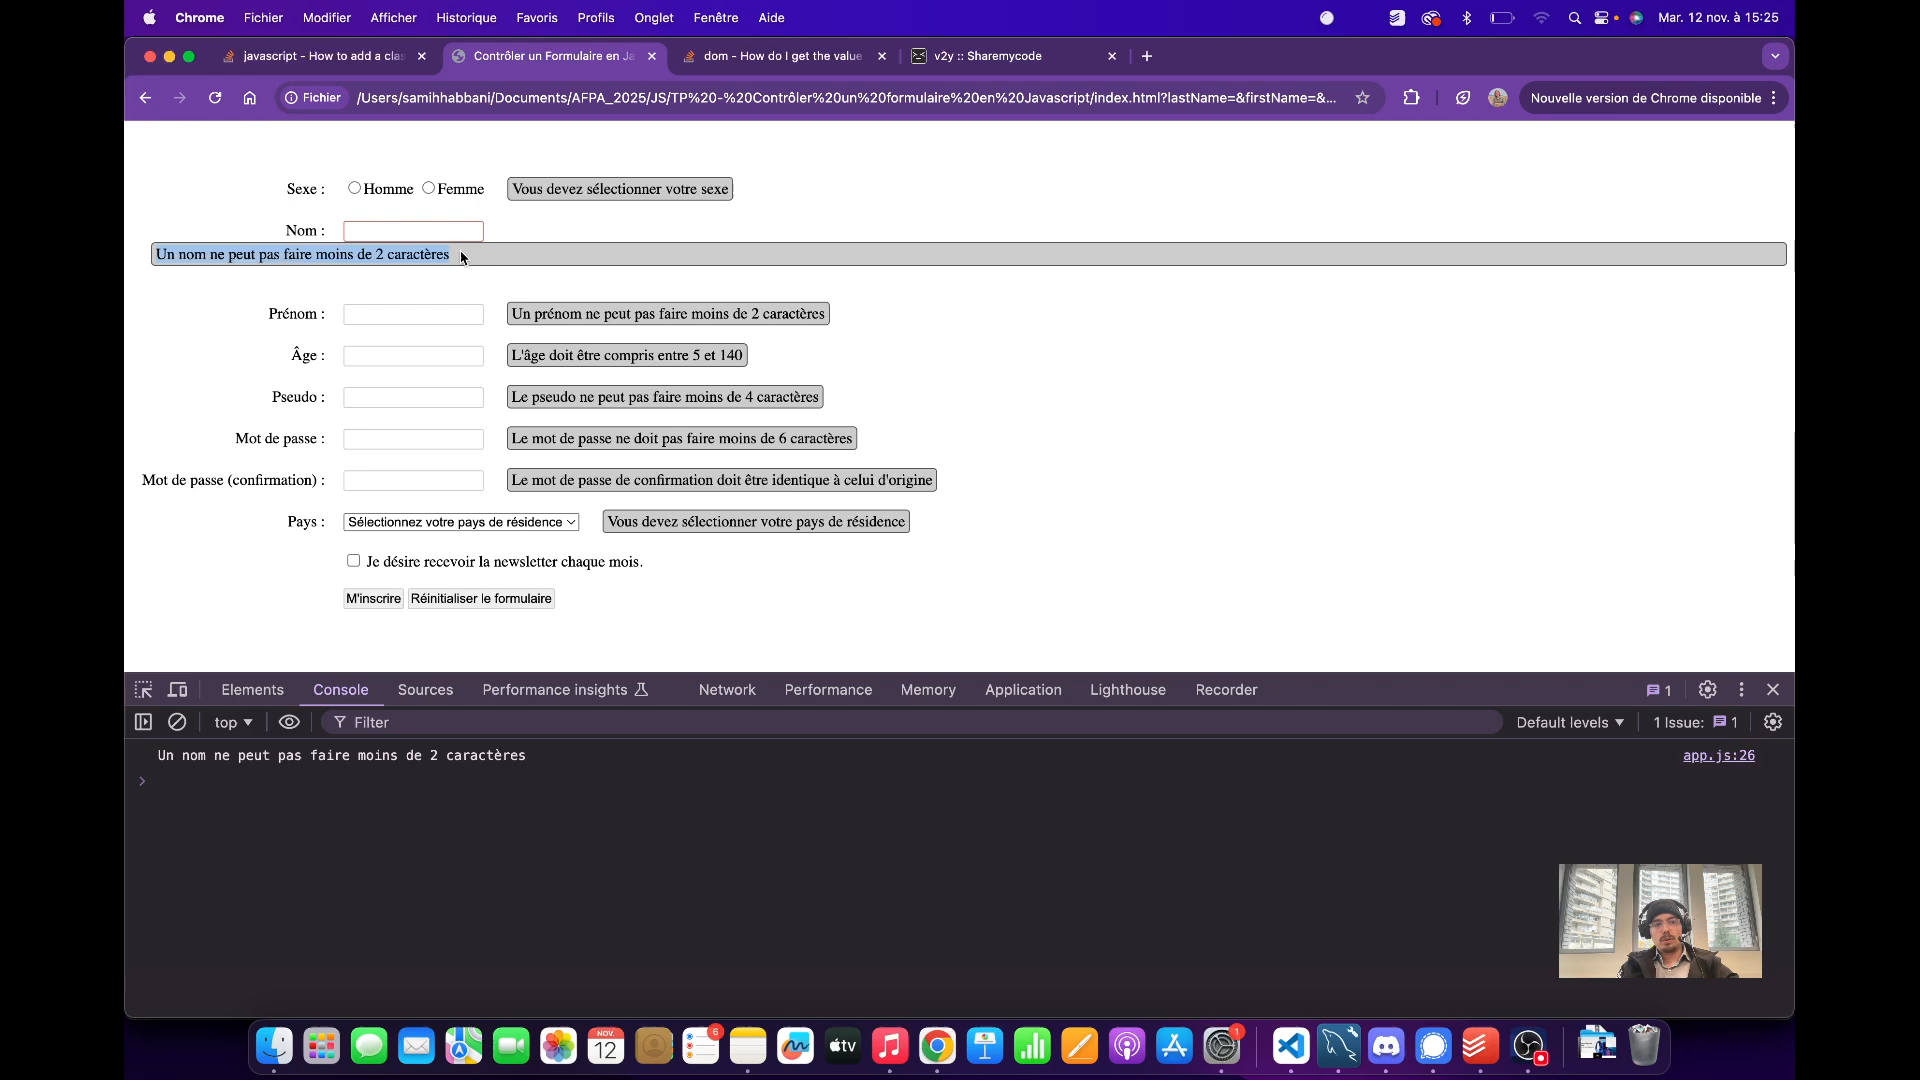 Chrome Fichier Modifier Afficher Historique Favoris Profils Onglet Fenêtre Aide Mar. 12 nov. à 15:25
javascript - How to add a clas Contrôler un Formulaire en Ja dom - How do I get the value v2y :: Sharemycode
Fichier /Users/samihhabbani/Documents/AFPA_2025/JS/TP%20-%20Contrôler%20un%20formulaire%20en%20Javascript/index.html?lastName=&firstName=&... Nouvelle version de Chrome disponible
Sexe : Homme Femme Vous devez sélectionner votre sexe
Nom :
Un nom ne peut pas faire moins de 2 caractères
Prénom : Un prénom ne peut pas faire moins de 2 caractères
Âge : L'âge doit être compris entre 5 et 140
Pseudo : Le pseudo ne peut pas faire moins de 4 caractères
Mot de passe : Le mot de passe ne doit pas faire moins de 6 caractères
Mot de passe (confirmation) : Le mot de passe de confirmation doit être identique à celui d'origine
Pays : Sélectionnez votre pays de résidence Vous devez sélectionner votre pays de résidence
Je désire recevoir la newsletter chaque mois.
M'inscrire Réinitialiser le formulaire
Elements Console Sources Performance insights Network Performance Memory Application Lighthouse Recorder 1
top Filter Default levels 1 Issue: 1
Un nom ne peut pas faire moins de 2 caractères app.js:26
NOV. 6 1
12 tv